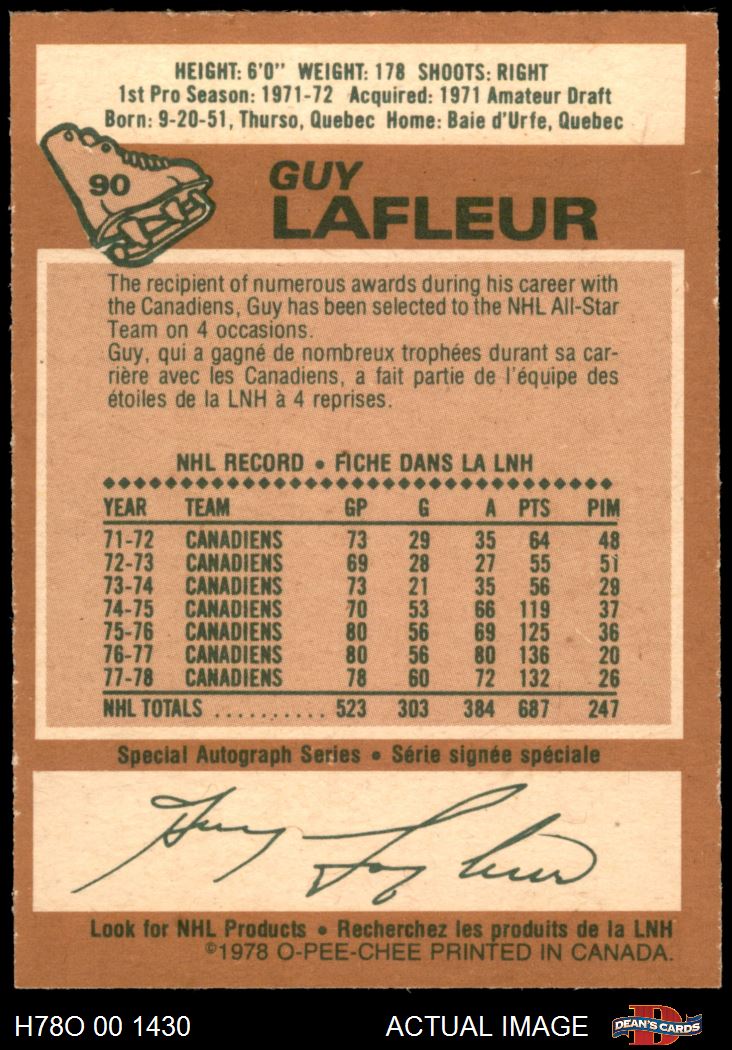 HEIGHT: 6'0" WEIGHT: 178 SHOOTS: RIGHT
1st Pro Season: 1971-72 Acquired: 1971 Amateur Draft
Born: 9-20-51, Thurso, Quebec Home: Baie d'Urfe, Quebec
90
GUY
LAFLEUR
The recipient of numerous awards during his career with
the Canadiens, Guy has been selected to the NHL All-Star
Team on 4 occasions.
Guy, qui a gagné de nombreux trophées durant sa car-
rière avec les Canadiens, a fait partie de l'équipe des
étoiles de la LNH à 4 reprises.
NHL RECORD • FICHE DANS LA LNH
YEAR TEAM GP G A PTS PIM
71-72 CANADIENS 73 29 35 64 48
72-73 CANADIENS 69 28 27 55 51
73-74 CANADIENS 73 21 35 56 29
74-75 CANADIENS 70 53 66 119 37
75-76 CANADIENS 80 56 69 125 36
76-77 CANADIENS 80 56 80 136 20
77-78 CANADIENS 78 60 72 132 26
NHL TOTALS .......... 523 303 384 687 247
Special Autograph Series • Série signée spéciale
Guy Lafleur
Look for NHL Products • Recherchez les produits de la LNH
©1978 O-PEE-CHEE PRINTED IN CANADA.
H78O 00 1430 ACTUAL IMAGE DEAN'S CARDS